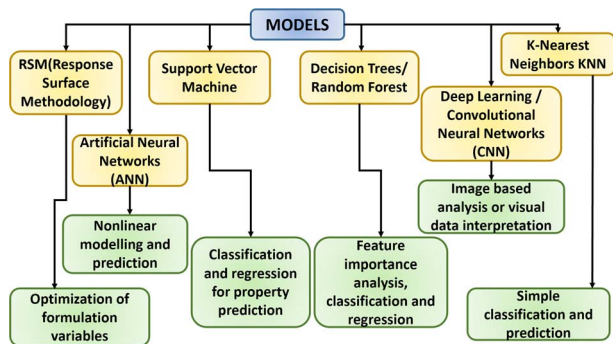 MODELS
RSM(Response
Surface
Methodology)
Support Vector
Machine
Decision Trees/
Random Forest
K-Nearest
Neighbors KNN
Artificial Neural
Networks
(ANN)
Deep Learning /
Convolutional
Neural Networks
(CNN)
Nonlinear
modelling and
prediction
Image based
analysis or visual
data interpretation
Optimization of
formulation
variables
Classification
and regression
for property
prediction
Feature
importance
analysis,
classification and
regression
Simple
classification and
prediction